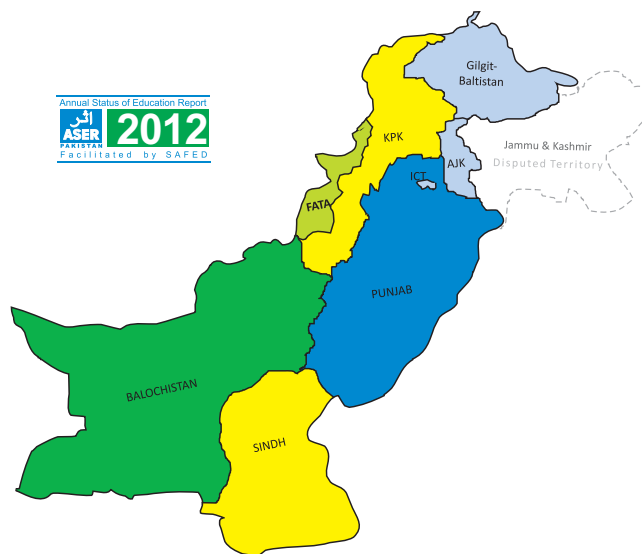 Annual Status of Education Report
اثر
ASER
PAKISTAN
2012
Facilitated by SAFED
Gilgit-
Baltistan
KPK
Jammu & Kashmir
AJK
Disputed Territory
ICT
FATA
PUNJAB
BALOCHISTAN
SINDH